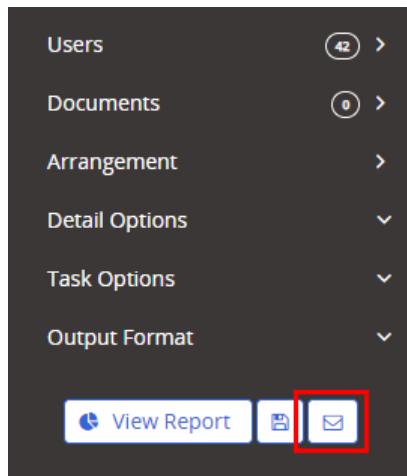 Users 42
Documents 0
Arrangement
Detail Options
Task Options
Output Format
View Report